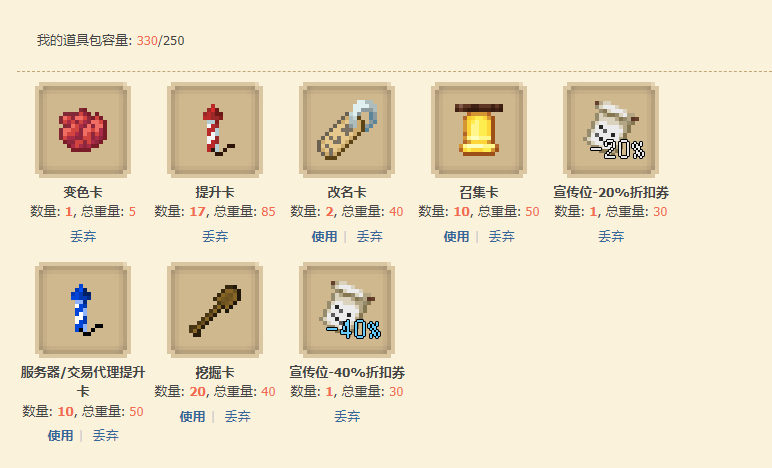 我的道具包容量: 330/250
-20%
变色卡 提升卡 改名卡 召集卡 宣传位-20%折扣券
数量: 1, 总重量: 5 数量: 17, 总重量: 85 数量: 2, 总重量: 40 数量: 10, 总重量: 50 数量: 1, 总重量: 30
丢弃 丢弃 使用 | 丢弃 使用 | 丢弃 丢弃
-40%
服务器/交易代理提升 挖掘卡 宣传位-40%折扣券
卡 数量: 20, 总重量: 40 数量: 1, 总重量: 30
数量: 10, 总重量: 50 使用 | 丢弃 丢弃
使用 | 丢弃